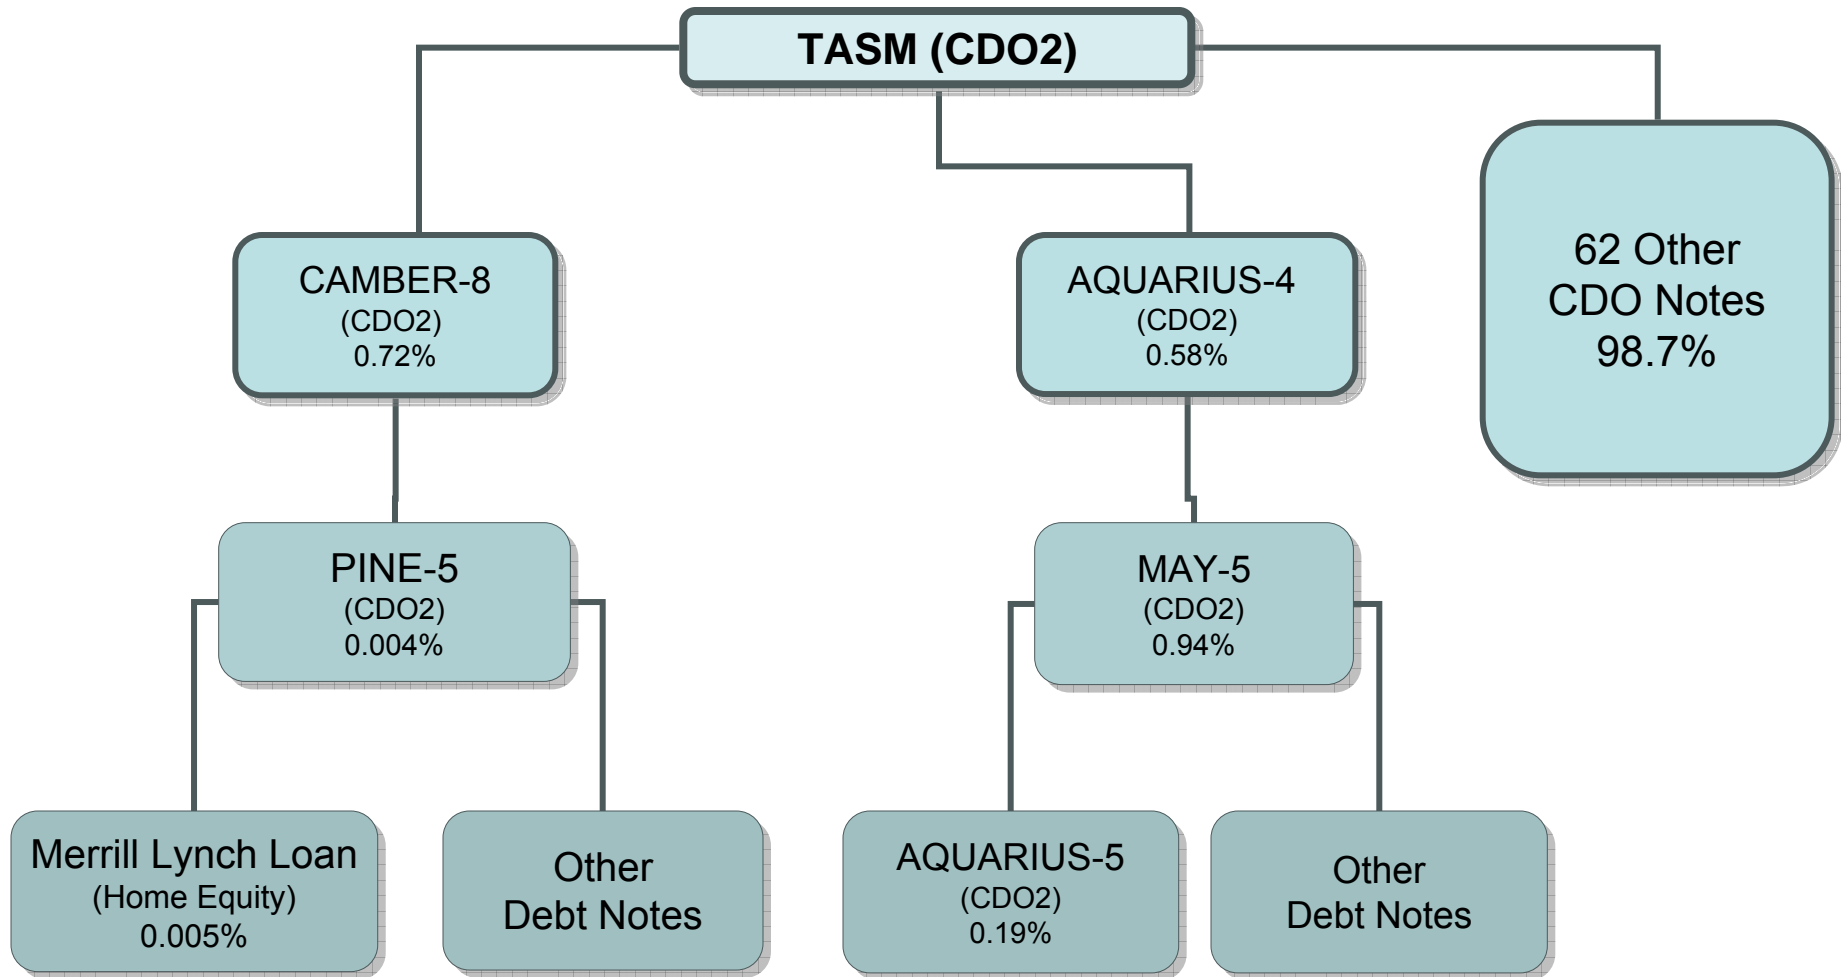 TASM (CDO2)
CAMBER-8
(CDO2)
0.72%
AQUARIUS-4
(CDO2)
0.58%
62 Other
CDO Notes
98.7%
PINE-5
(CDO2)
0.004%
MAY-5
(CDO2)
0.94%
Merrill Lynch Loan
(Home Equity)
0.005%
Other
Debt Notes
AQUARIUS-5
(CDO2)
0.19%
Other
Debt Notes